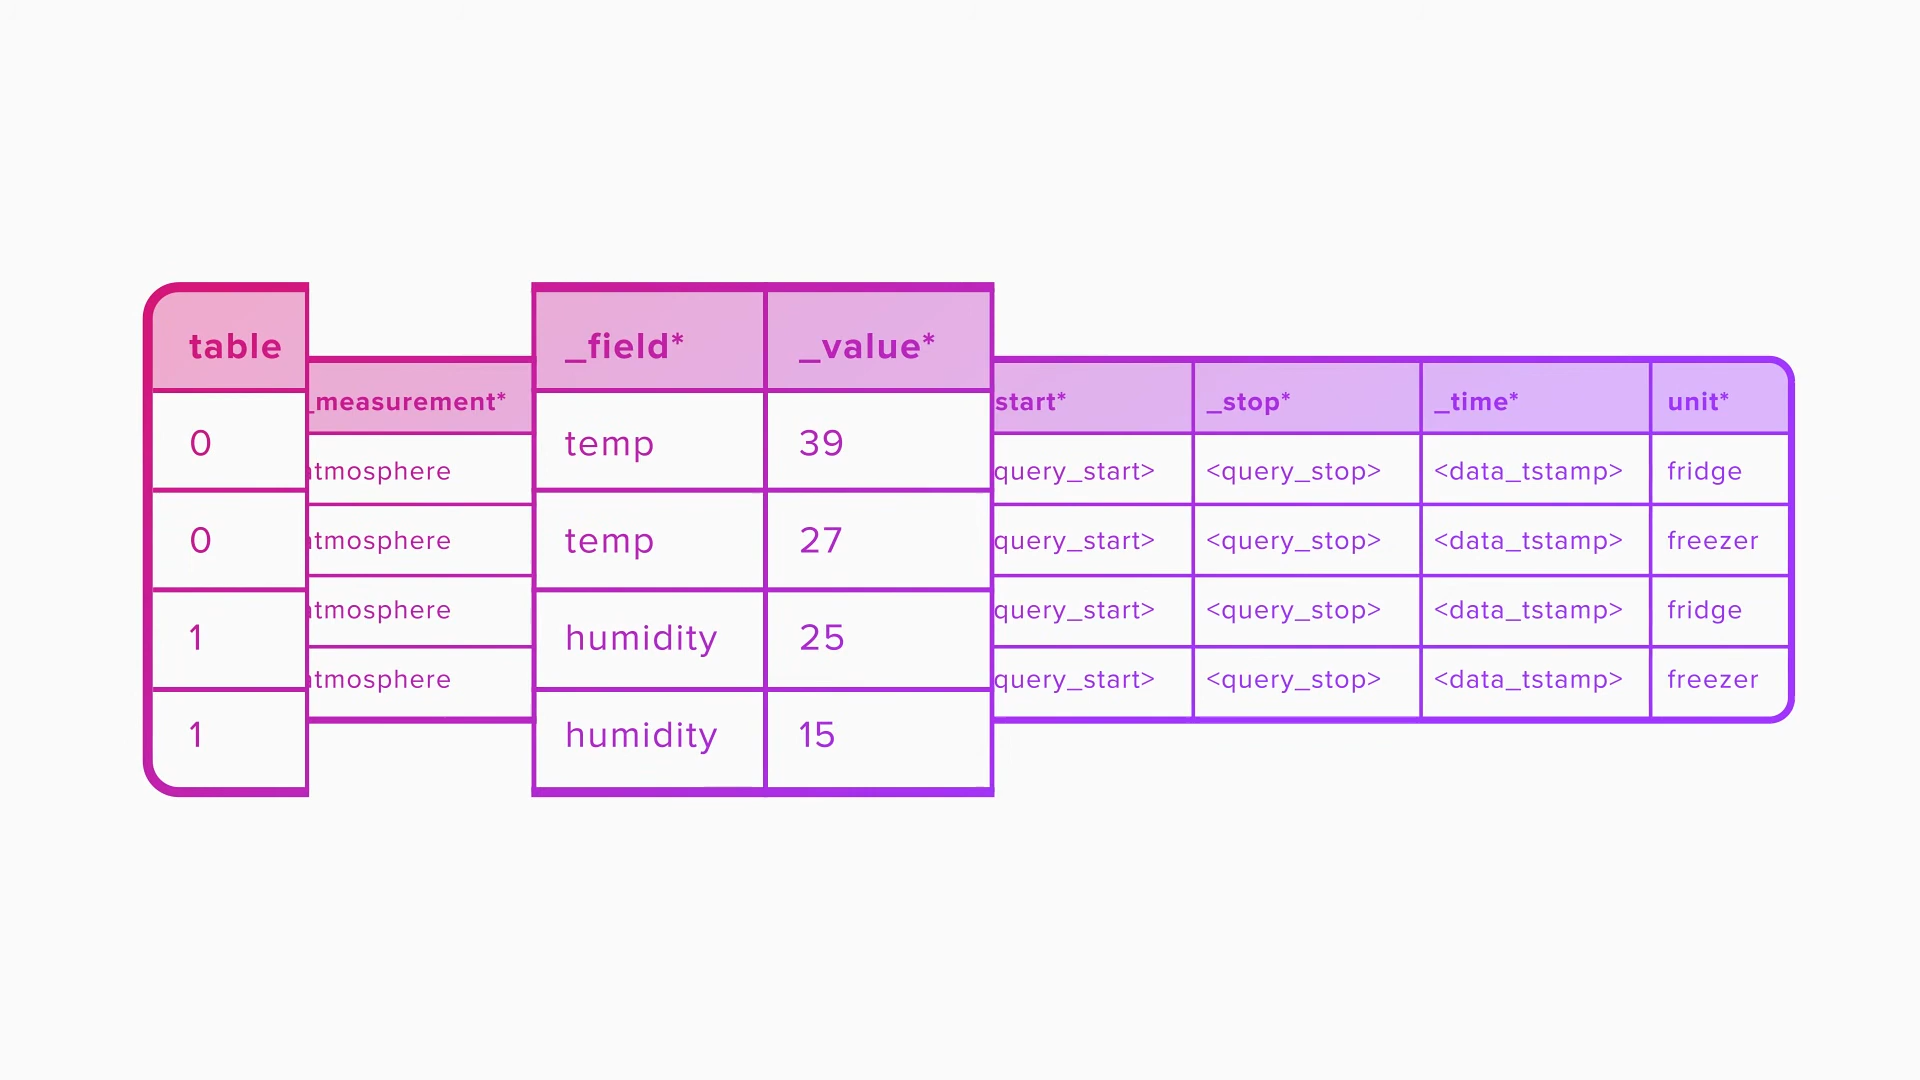 table _measurement* _field* _value* start* _stop* _time* unit*
0 tmosphere temp 39 query_start> <query_stop> <data_tstamp> fridge
0 tmosphere temp 27 query_start> <query_stop> <data_tstamp> freezer
1 tmosphere humidity 25 query_start> <query_stop> <data_tstamp> fridge
1 tmosphere humidity 15 query_start> <query_stop> <data_tstamp> freezer